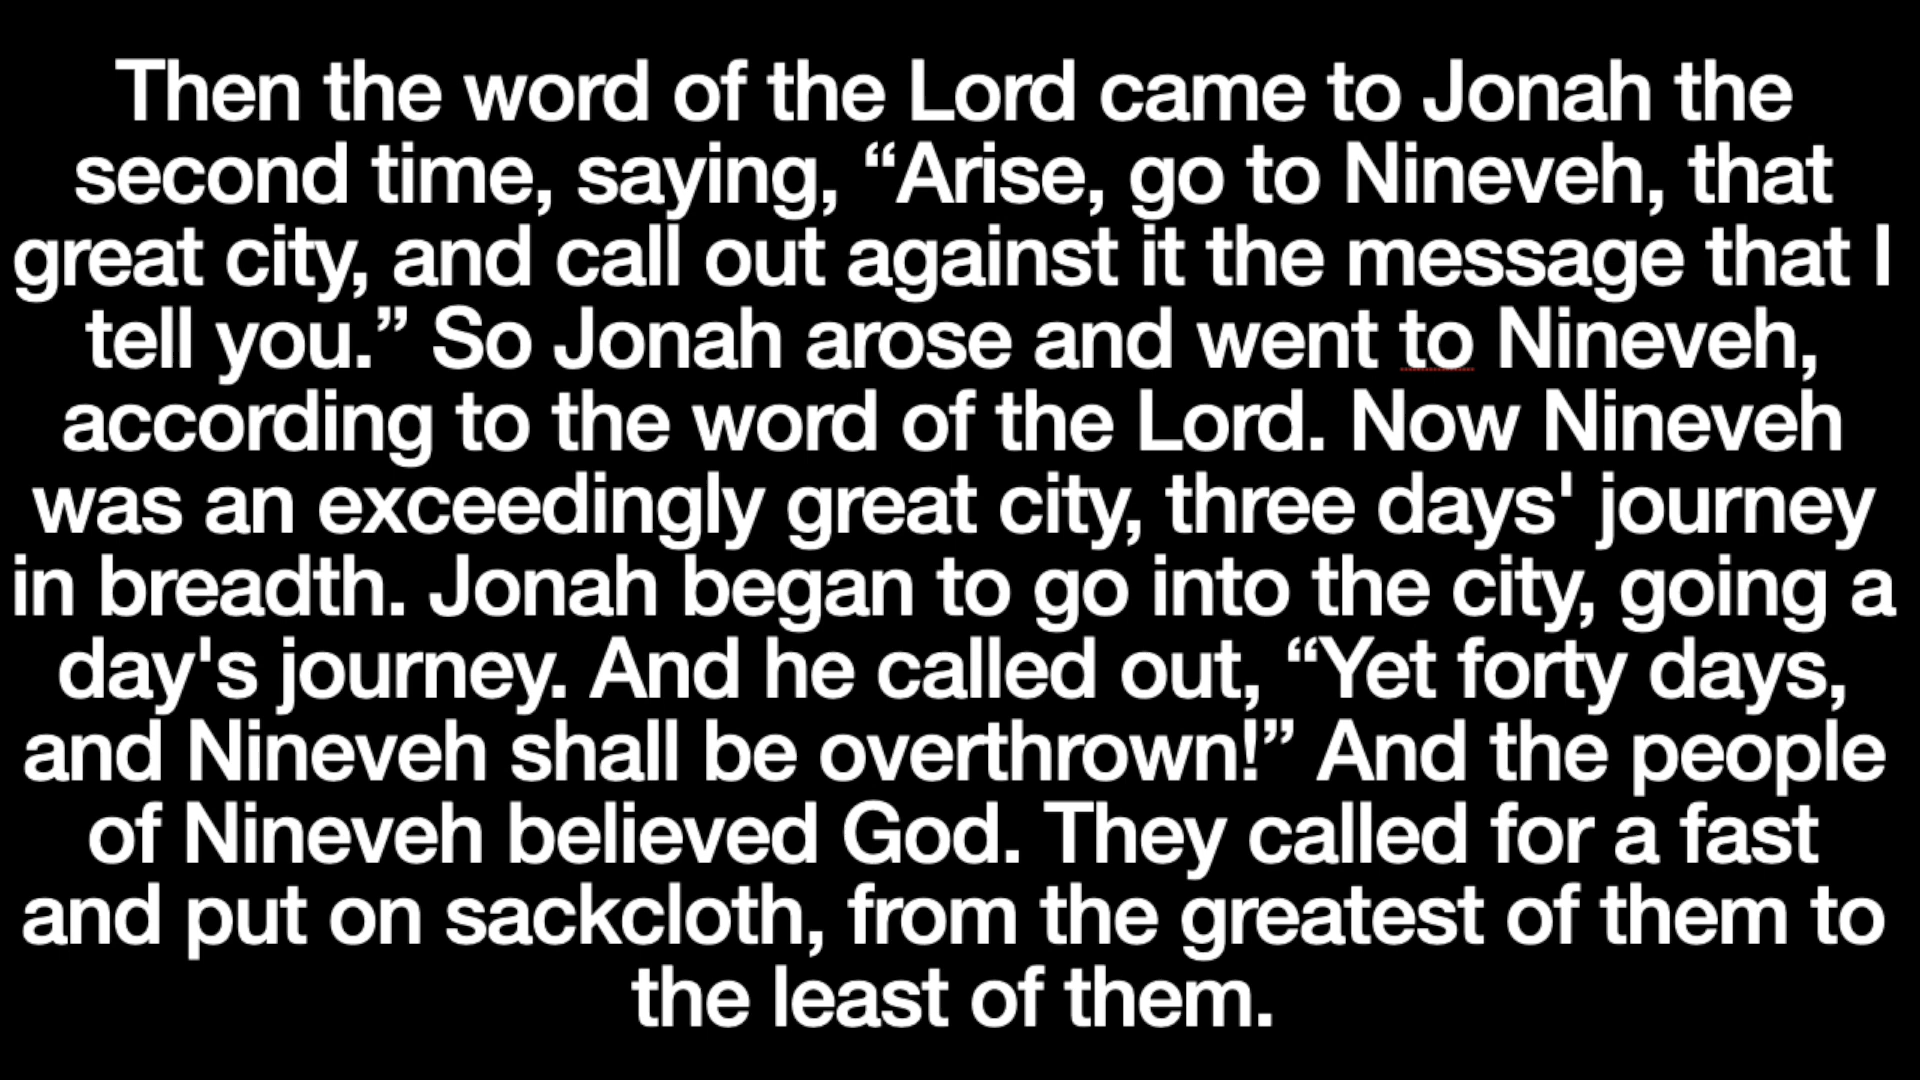 Then the word of the Lord came to Jonah the
second time, saying, “Arise, go to Nineveh, that
great city, and call out against it the message that I
tell you.” So Jonah arose and went to Nineveh,
according to the word of the Lord. Now Nineveh
was an exceedingly great city, three days' journey
in breadth. Jonah began to go into the city, going a
day's journey. And he called out, “Yet forty days,
and Nineveh shall be overthrown!” And the people
of Nineveh believed God. They called for a fast
and put on sackcloth, from the greatest of them to
the least of them.